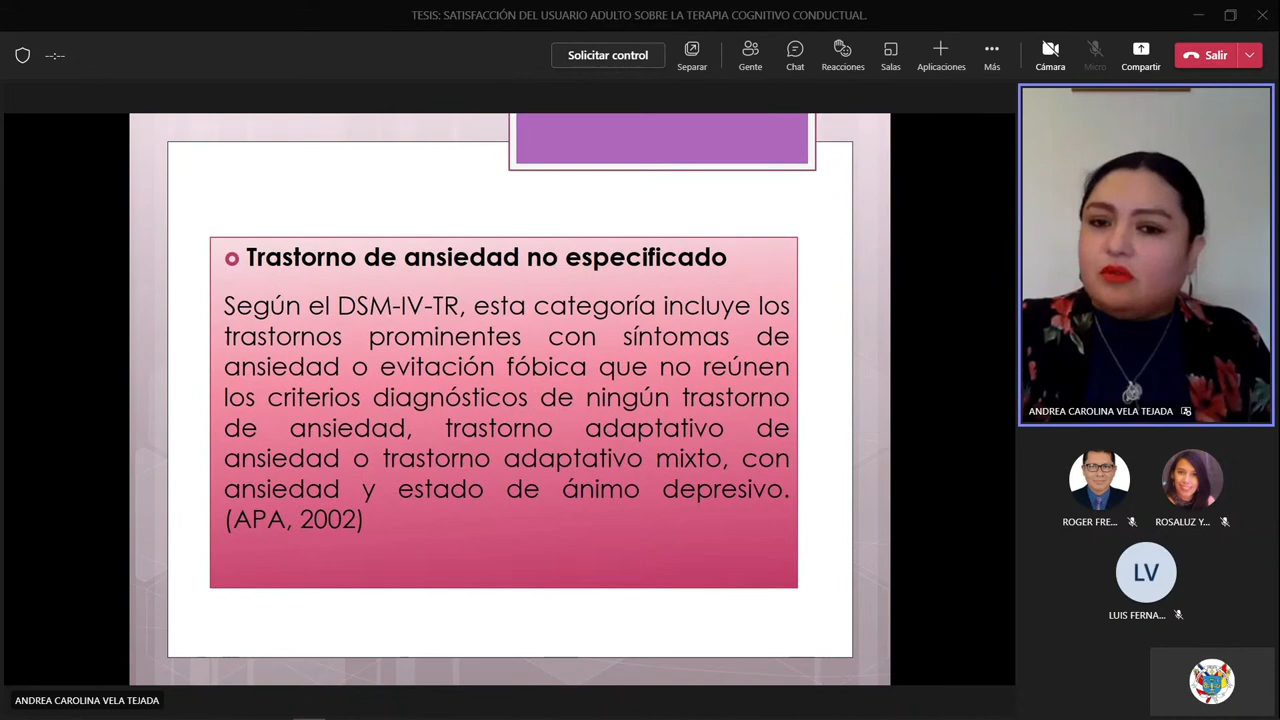 TESIS: SATISFACCIÓN DEL USUARIO ADULTO SOBRE LA TERAPIA COGNITIVO CONDUCTUAL.
--:--
Solicitar control
Separar
Gente
Chat
Reacciones
Salas
Aplicaciones
Más
Cámara
Micro
Compartir
Salir
Trastorno de ansiedad no especificado
Según el DSM-IV-TR, esta categoría incluye los
trastornos prominentes con síntomas de
ansiedad o evitación fóbica que no reúnen
los criterios diagnósticos de ningún trastorno
de ansiedad, trastorno adaptativo de
ansiedad o trastorno adaptativo mixto, con
ansiedad y estado de ánimo depresivo.
(APA, 2002)
ANDREA CAROLINA VELA TEJADA
ROGER FRE...
ROSALUZ Y...
LV
LUIS FERNA...
ANDREA CAROLINA VELA TEJADA